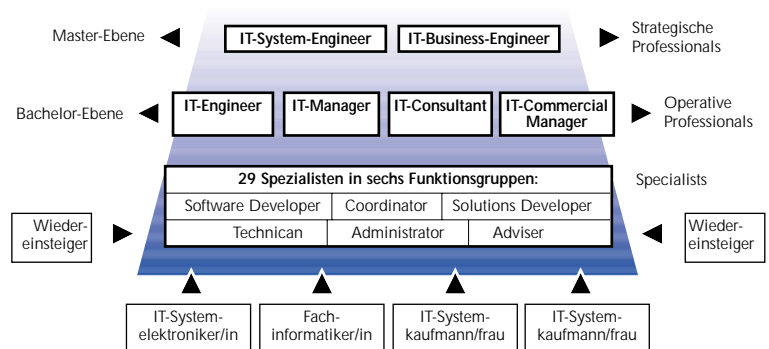 Master-Ebene
IT-System-Engineer
IT-Business-Engineer
Strategische
Professionals
Bachelor-Ebene
IT-Engineer
IT-Manager
IT-Consultant
IT-Commercial
Manager
Operative
Professionals
29 Spezialisten in sechs Funktionsgruppen:
Software Developer
Coordinator
Solutions Developer
Technican
Administrator
Adviser
Specialists
Wieder-
einsteiger
Wieder-
einsteiger
IT-System-
elektroniker/in
Fach-
informatiker/in
IT-System-
kaufmann/frau
IT-System-
kaufmann/frau